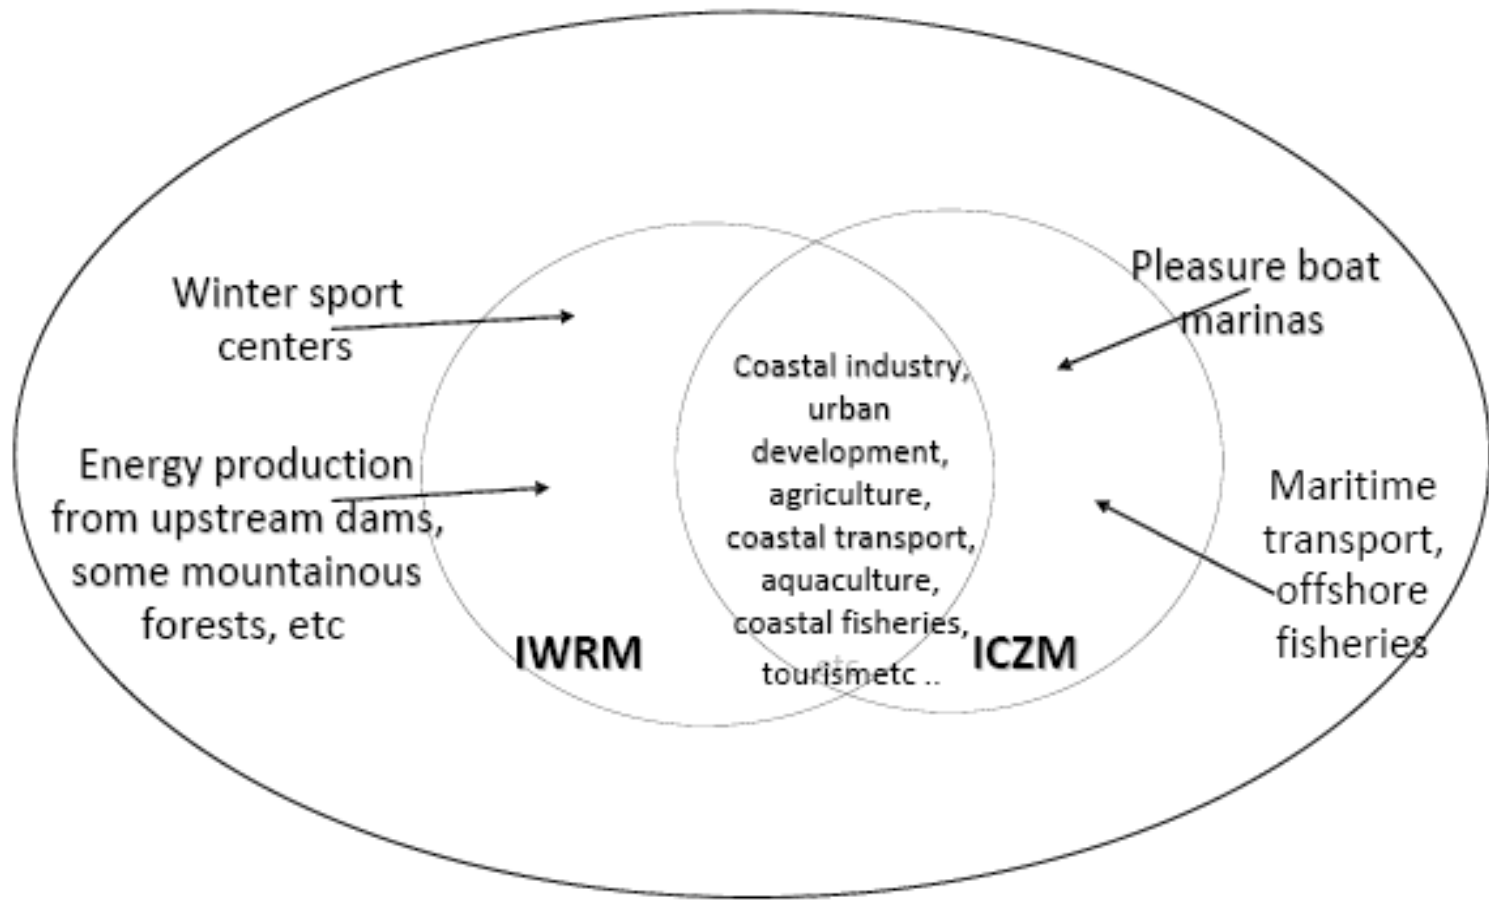 Winter sport
centers
Energy production
from upstream dams,
some mountainous
forests, etc
IWRM
Coastal industry,
urban
development,
agriculture,
coastal transport,
aquaculture,
coastal fisheries,
etc
tourismetc ..
ICZM
Pleasure boat
marinas
Maritime
transport,
offshore
fisheries